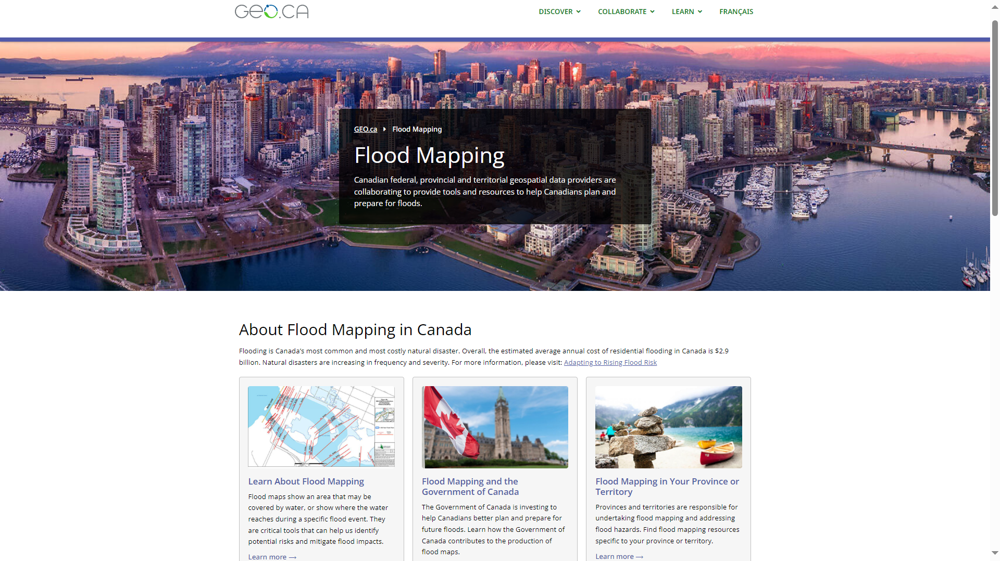 GEO.CA
DISCOVER
COLLABORATE
LEARN
FRANÇAIS
GEO.ca
Flood Mapping
Flood Mapping
Canadian federal, provincial and territorial geospatial data providers are
collaborating to provide tools and resources to help Canadians plan and
prepare for floods.
About Flood Mapping in Canada
Flooding is Canada’s most common and most costly natural disaster. Overall, the estimated average annual cost of residential flooding in Canada is $2.9
billion. Natural disasters are increasing in frequency and severity. For more information, please visit: Adapting to Rising Flood Risk
Learn About Flood Mapping
Flood maps show an area that may be
covered by water, or show where the water
reaches during a specific flood event. They
are critical tools that can help us identify
potential risks and mitigate flood impacts.
Learn more →
Flood Mapping and the
Government of Canada
The Government of Canada is investing to
help Canadians better plan and prepare for
future floods. Learn how the Government of
Canada contributes to the production of
flood maps.
Flood Mapping in Your Province or
Territory
Provinces and territories are responsible for
undertaking flood mapping and addressing
flood hazards. Find flood mapping resources
specific to your province or territory.
Learn more →